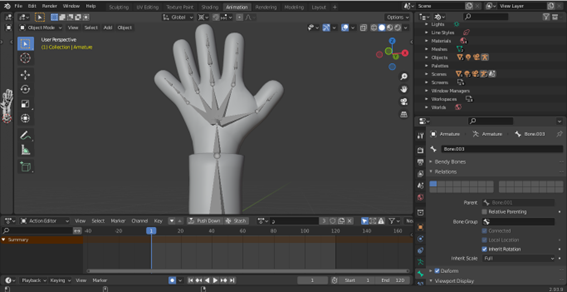 File Edit Render Window Help Scripting UV Editing Texture Paint Shading Animation Rendering Scene View Layer
Global Options
Object Mode View Select Add Object
User Perspective
(1) Collection | Armature
Lights
Line Styles
Materials
Meshes
Objects
Palettes
Scenes
Screens
Window Managers
Workspaces
Worlds
Armature Armature Bone.003
Bone.003
Bendy Bones
Relations
Parent Bone.002
Relative Parenting
Bone Group
Connected
Local Location
Inherit Rotation
Inherit Scale Full
Deform
Viewport Display
Action Editor View Select Marker Channel Key Push Down Stash
-40 -20 1 20 40 60 80 100 120 140 160
Summary
Playback Keying View Marker 1 Start 1 End 120